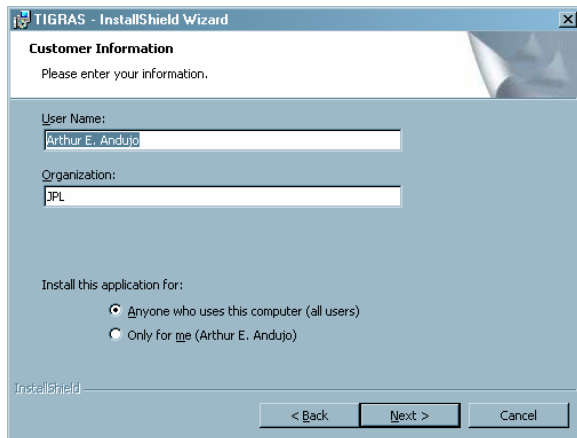 TIGRAS - InstallShield Wizard
Customer Information
Please enter your information.
User Name:
Arthur E. Andujo
Organization:
JPL
Install this application for:
Anyone who uses this computer (all users)
Only for me (Arthur E. Andujo)
InstallShield
< Back Next > Cancel